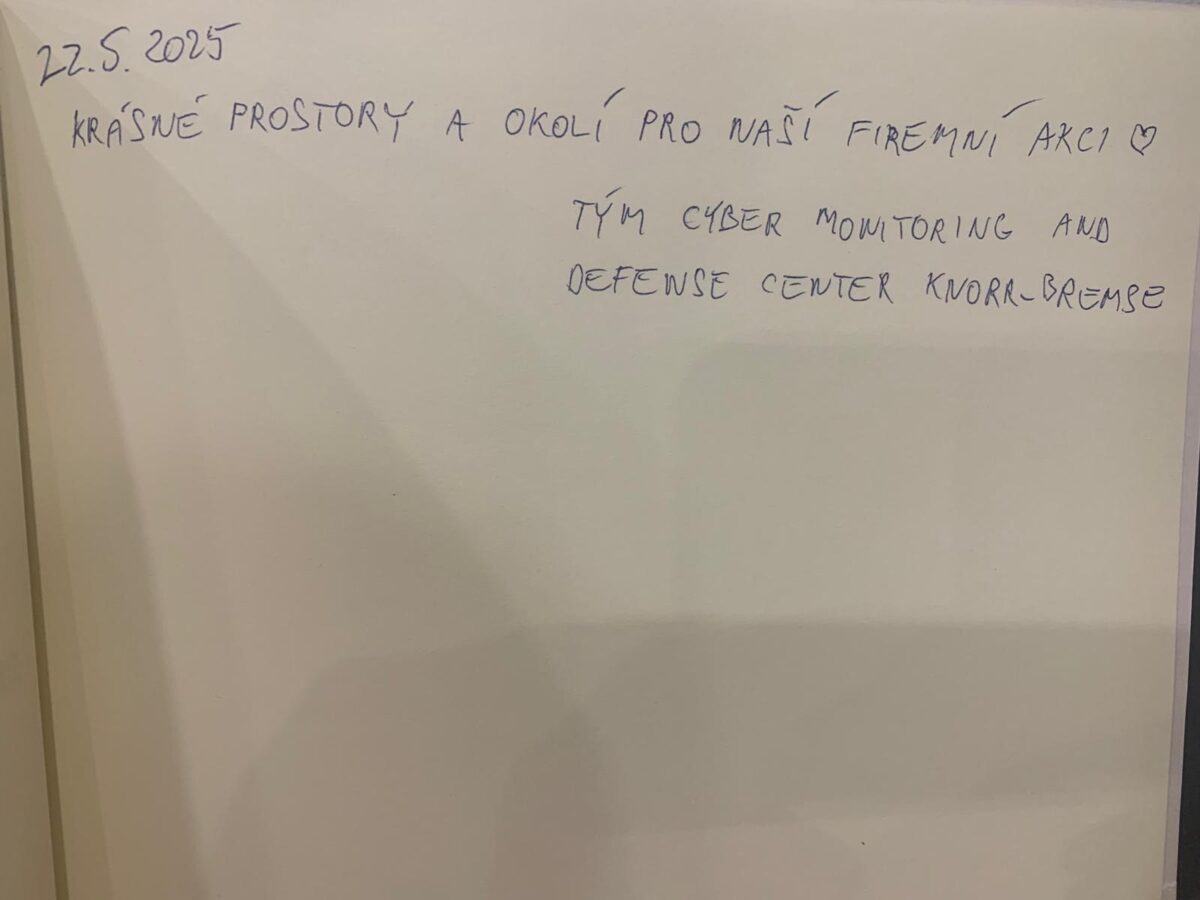 22.5.2025
KRÁSNÉ PROSTORY A OKOLÍ PRO NAŠÍ FIREMNÍ AKCI ♡
TÝM CYBER MONITORING AND
DEFENSE CENTER KNORR-BREMSE